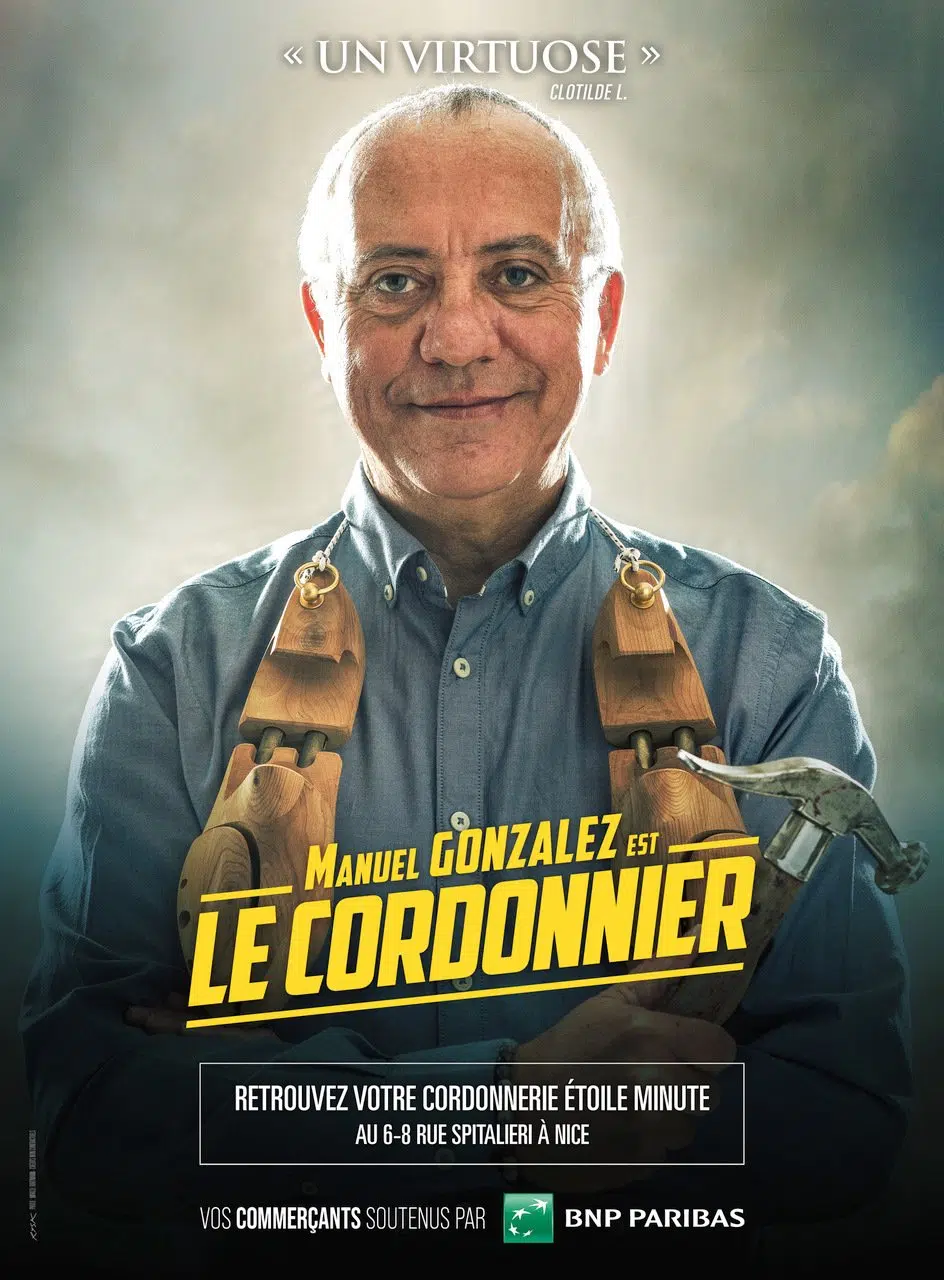 « UN VIRTUOSE »
CLOTILDE L.
MANUEL GONZALEZ EST
LE CORDONNIER
RETROUVEZ VOTRE CORDONNERIE ÉTOILE MINUTE
AU 6-8 RUE SPITALIERI À NICE
VOS COMMERÇANTS SOUTENUS PAR BNP PARIBAS